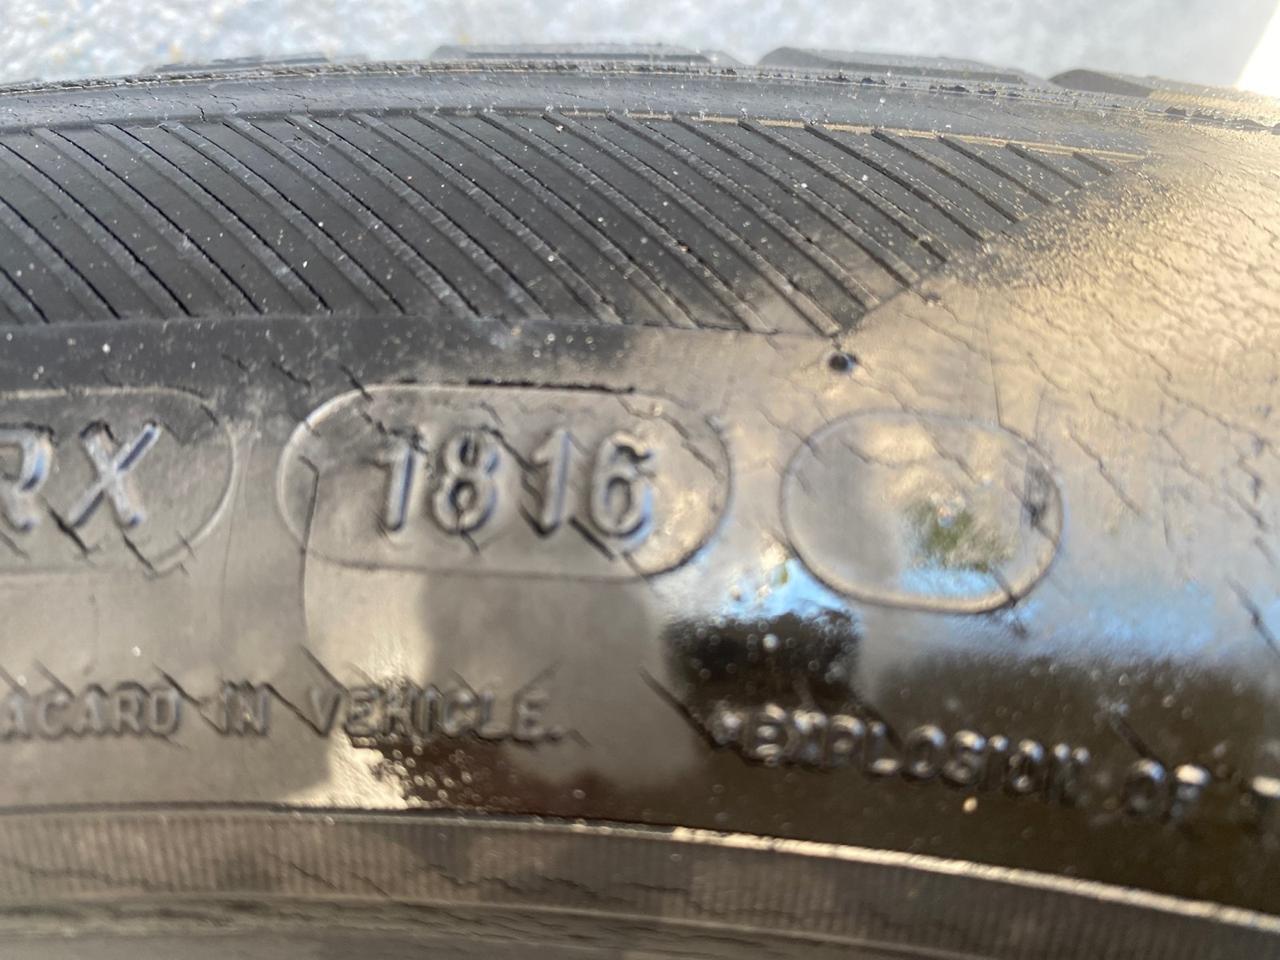 RX 1816
ACARD IN VEHICLE.
•EXPLOSION OF